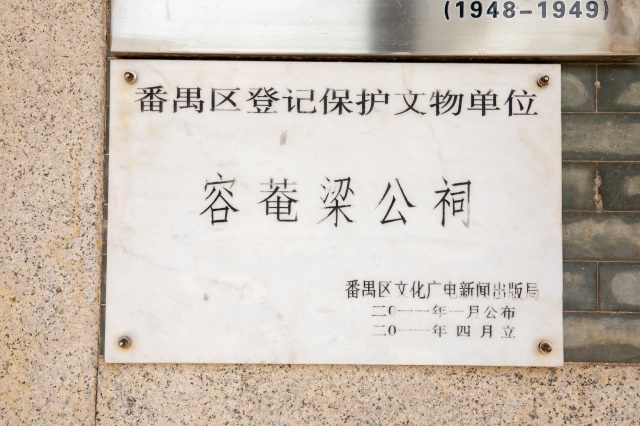 (1948-1949)
番禺区登记保护文物单位
容菴梁公祠
番禺区文化广电新闻出版局
二〇一一年一月公布
二〇一一年四月立